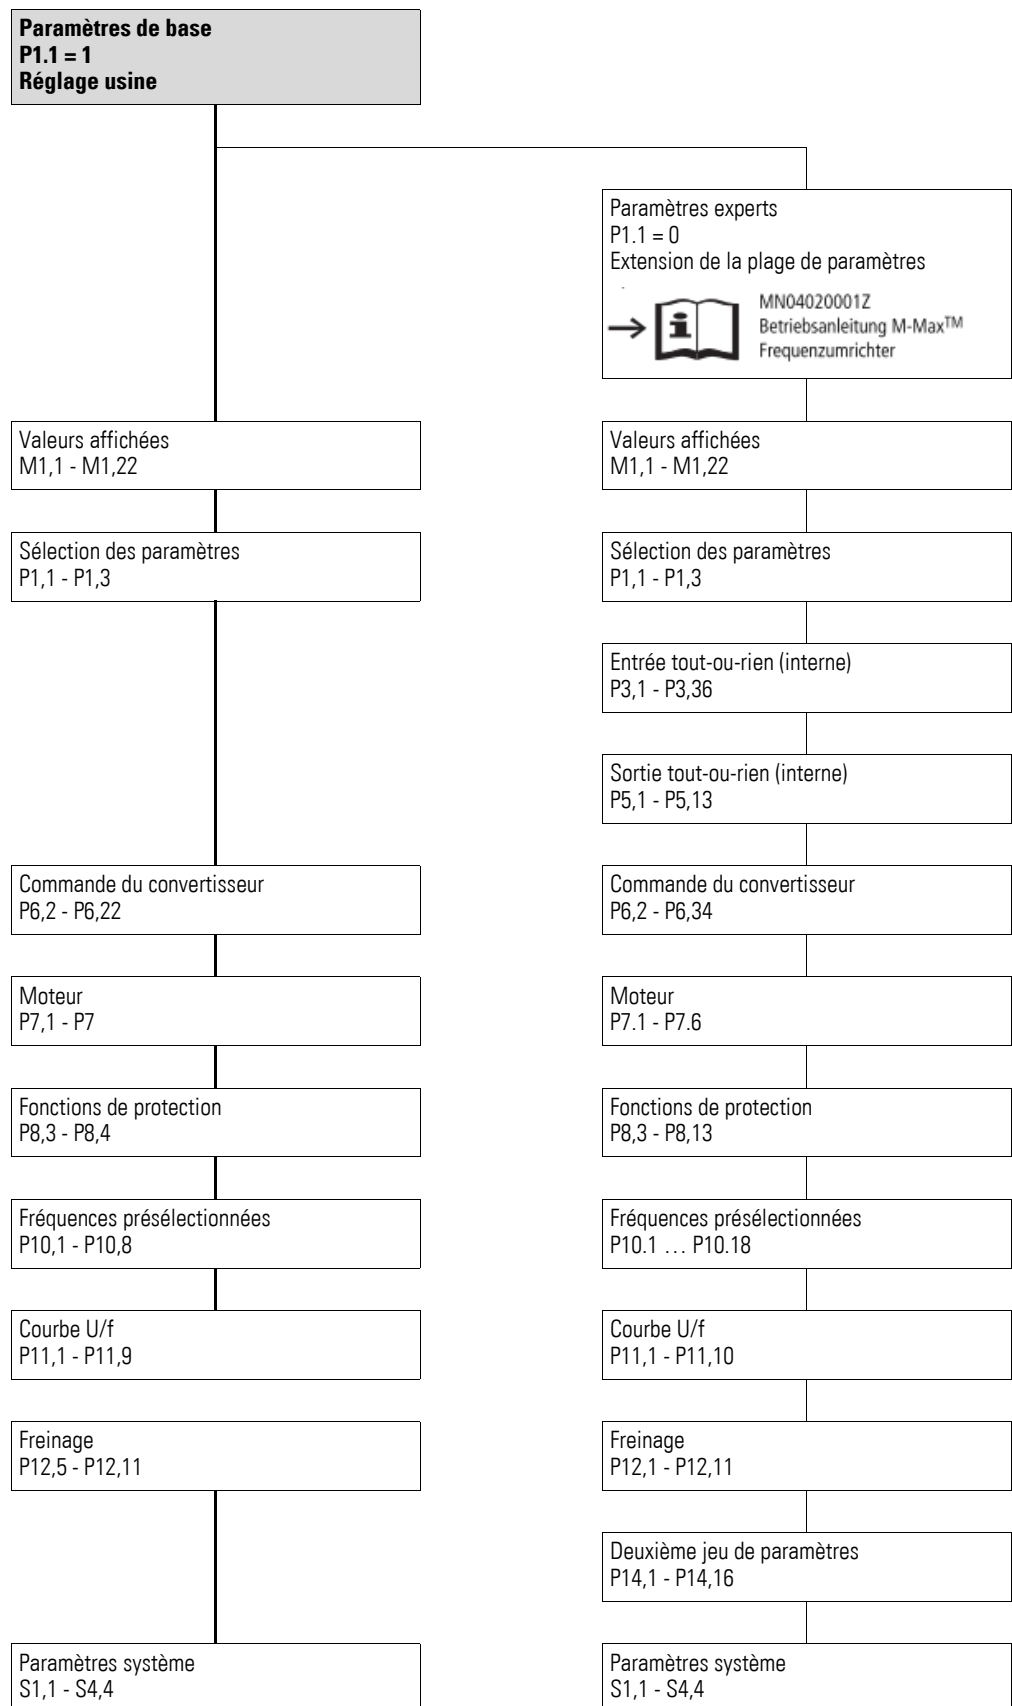 Paramètres de base
P1.1 = 1
Réglage usine
Paramètres experts
P1.1 = 0
Extension de la plage de paramètres
MN04020001Z
Betriebsanleitung M-Max™
Frequenzumrichter
Valeurs affichées
M1,1 - M1,22
Valeurs affichées
M1,1 - M1,22
Sélection des paramètres
P1,1 - P1,3
Sélection des paramètres
P1,1 - P1,3
Entrée tout-ou-rien (interne)
P3,1 - P3,36
Sortie tout-ou-rien (interne)
P5,1 - P5,13
Commande du convertisseur
P6,2 - P6,22
Commande du convertisseur
P6,2 - P6,34
Moteur
P7,1 - P7
Moteur
P7.1 - P7.6
Fonctions de protection
P8,3 - P8,4
Fonctions de protection
P8,3 - P8,13
Fréquences présélectionnées
P10,1 - P10,8
Fréquences présélectionnées
P10.1 … P10.18
Courbe U/f
P11,1 - P11,9
Courbe U/f
P11,1 - P11,10
Freinage
P12,5 - P12,11
Freinage
P12,1 - P12,11
Deuxième jeu de paramètres
P14,1 - P14,16
Paramètres système
S1,1 - S4,4
Paramètres système
S1,1 - S4,4